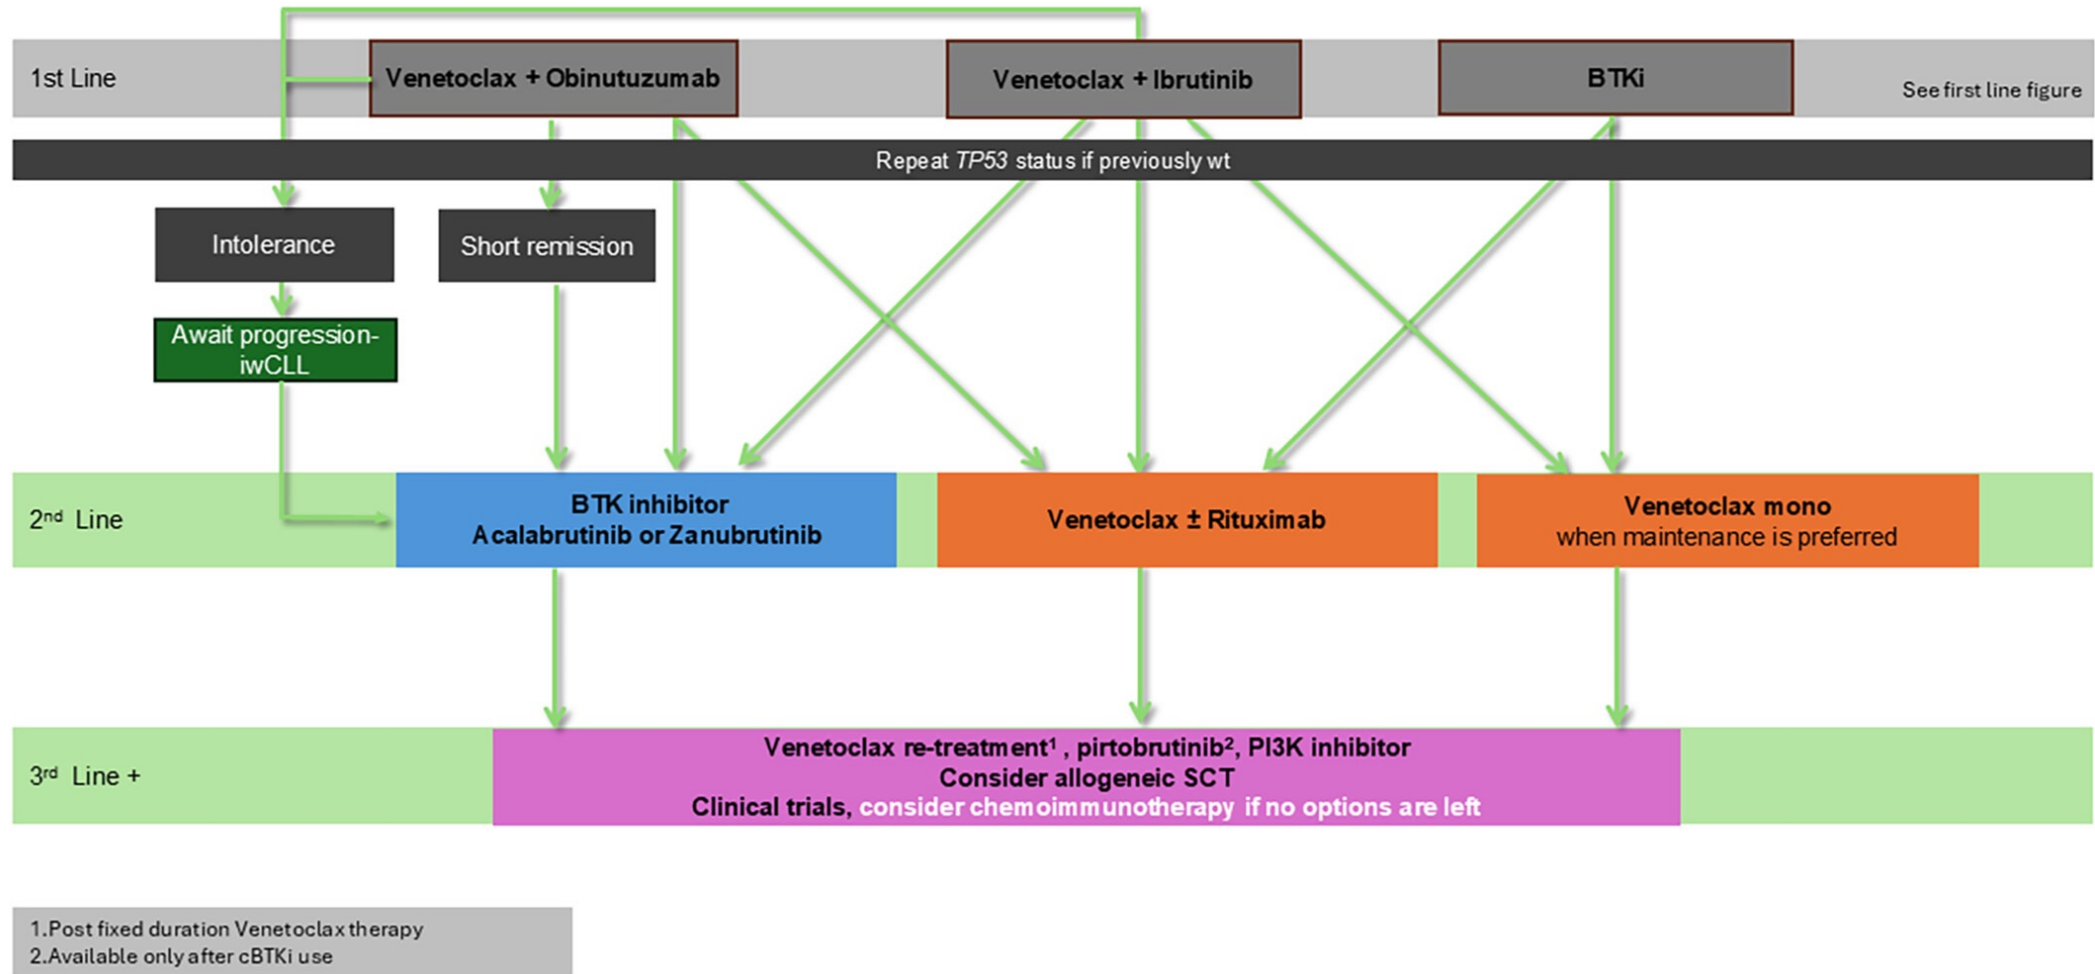 1st Line
Venetoclax + Obinutuzumab
Venetoclax + Ibrutinib
BTKi
See first line figure
Repeat TP53 status if previously wt
Intolerance
Short remission
Await progression-
iwCLL
2nd Line
BTK inhibitor
Acalabrutinib or Zanubrutinib
Venetoclax ± Rituximab
Venetoclax mono
when maintenance is preferred
3rd Line +
Venetoclax re-treatment¹ , pirtobrutinib², PI3K inhibitor
Consider allogeneic SCT
Clinical trials, consider chemoimmunotherapy if no options are left
1.Post fixed duration Venetoclax therapy
2.Available only after cBTKi use